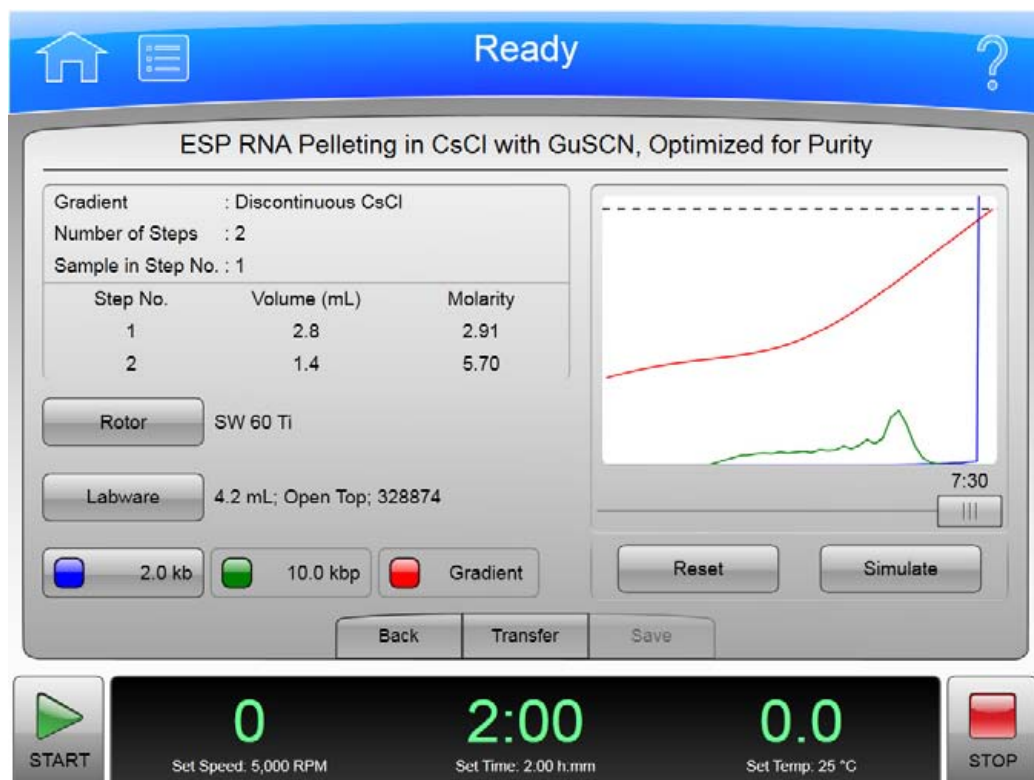 Ready
ESP RNA Pelleting in CsCl with GuSCN, Optimized for Purity
Gradient : Discontinuous CsCl
Number of Steps : 2
Sample in Step No. : 1
Step No. Volume (mL) Molarity
1 2.8 2.91
2 1.4 5.70
Rotor SW 60 Ti
Labware 4.2 mL; Open Top; 328874
7:30
2.0 kb 10.0 kbp Gradient
Reset Simulate
Back Transfer Save
START
0 2:00 0.0
Set Speed: 5,000 RPM Set Time: 2.00 h:mm Set Temp: 25 °C
STOP